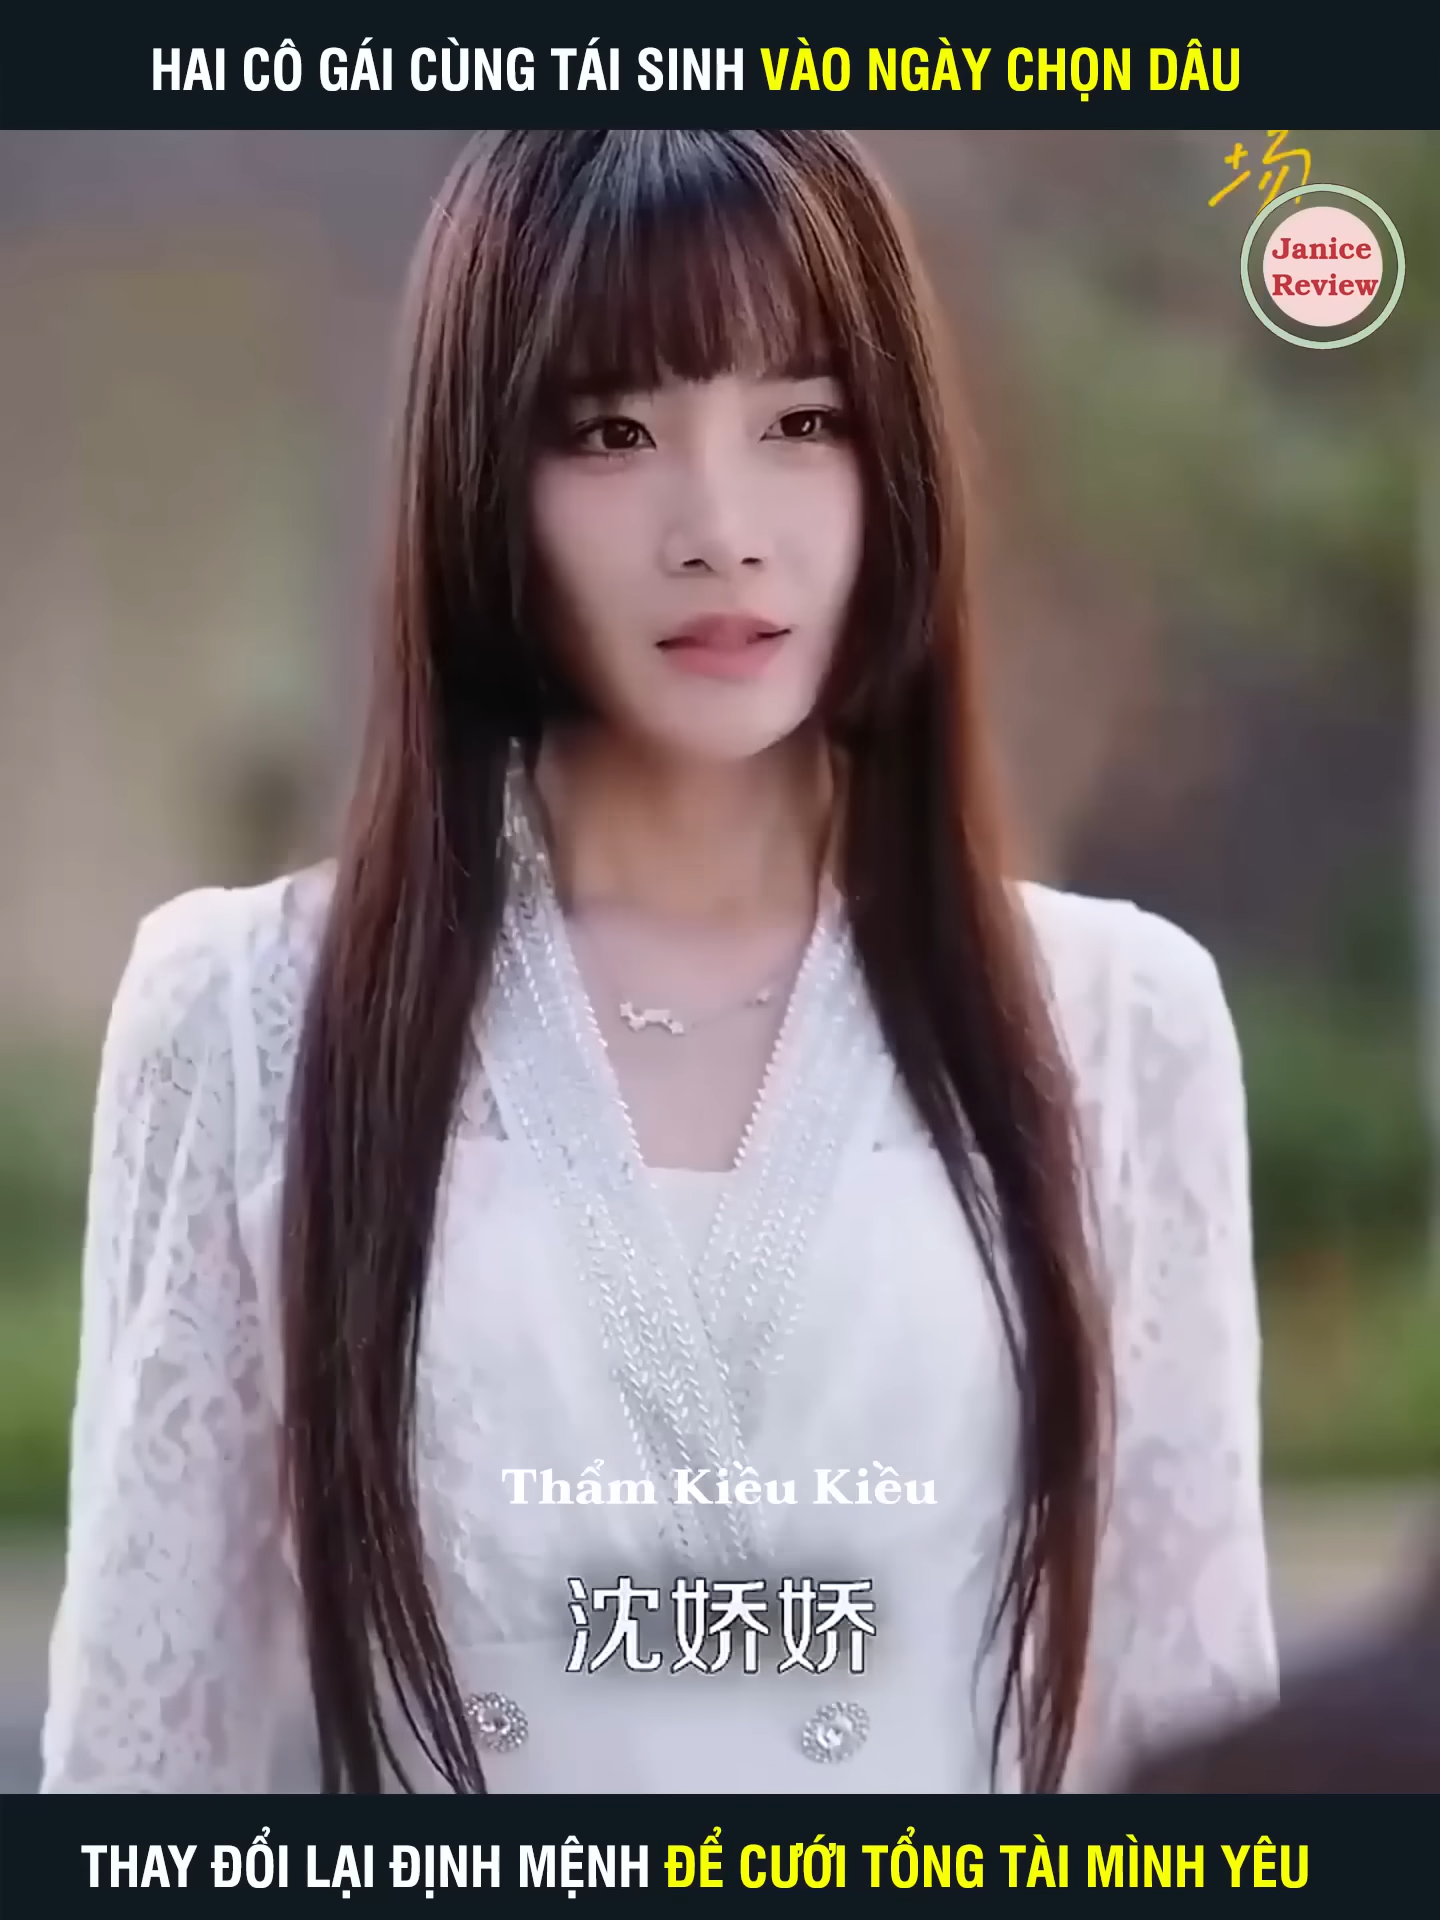 HAI CÔ GÁI CÙNG TÁI SINH VÀO NGÀY CHỌN DÂU
场
Janice
Review
Thẩm Kiều Kiều
沈娇娇
THAY ĐỔI LẠI ĐỊNH MỆNH ĐỂ CƯỚI TỔNG TÀI MÌNH YÊU